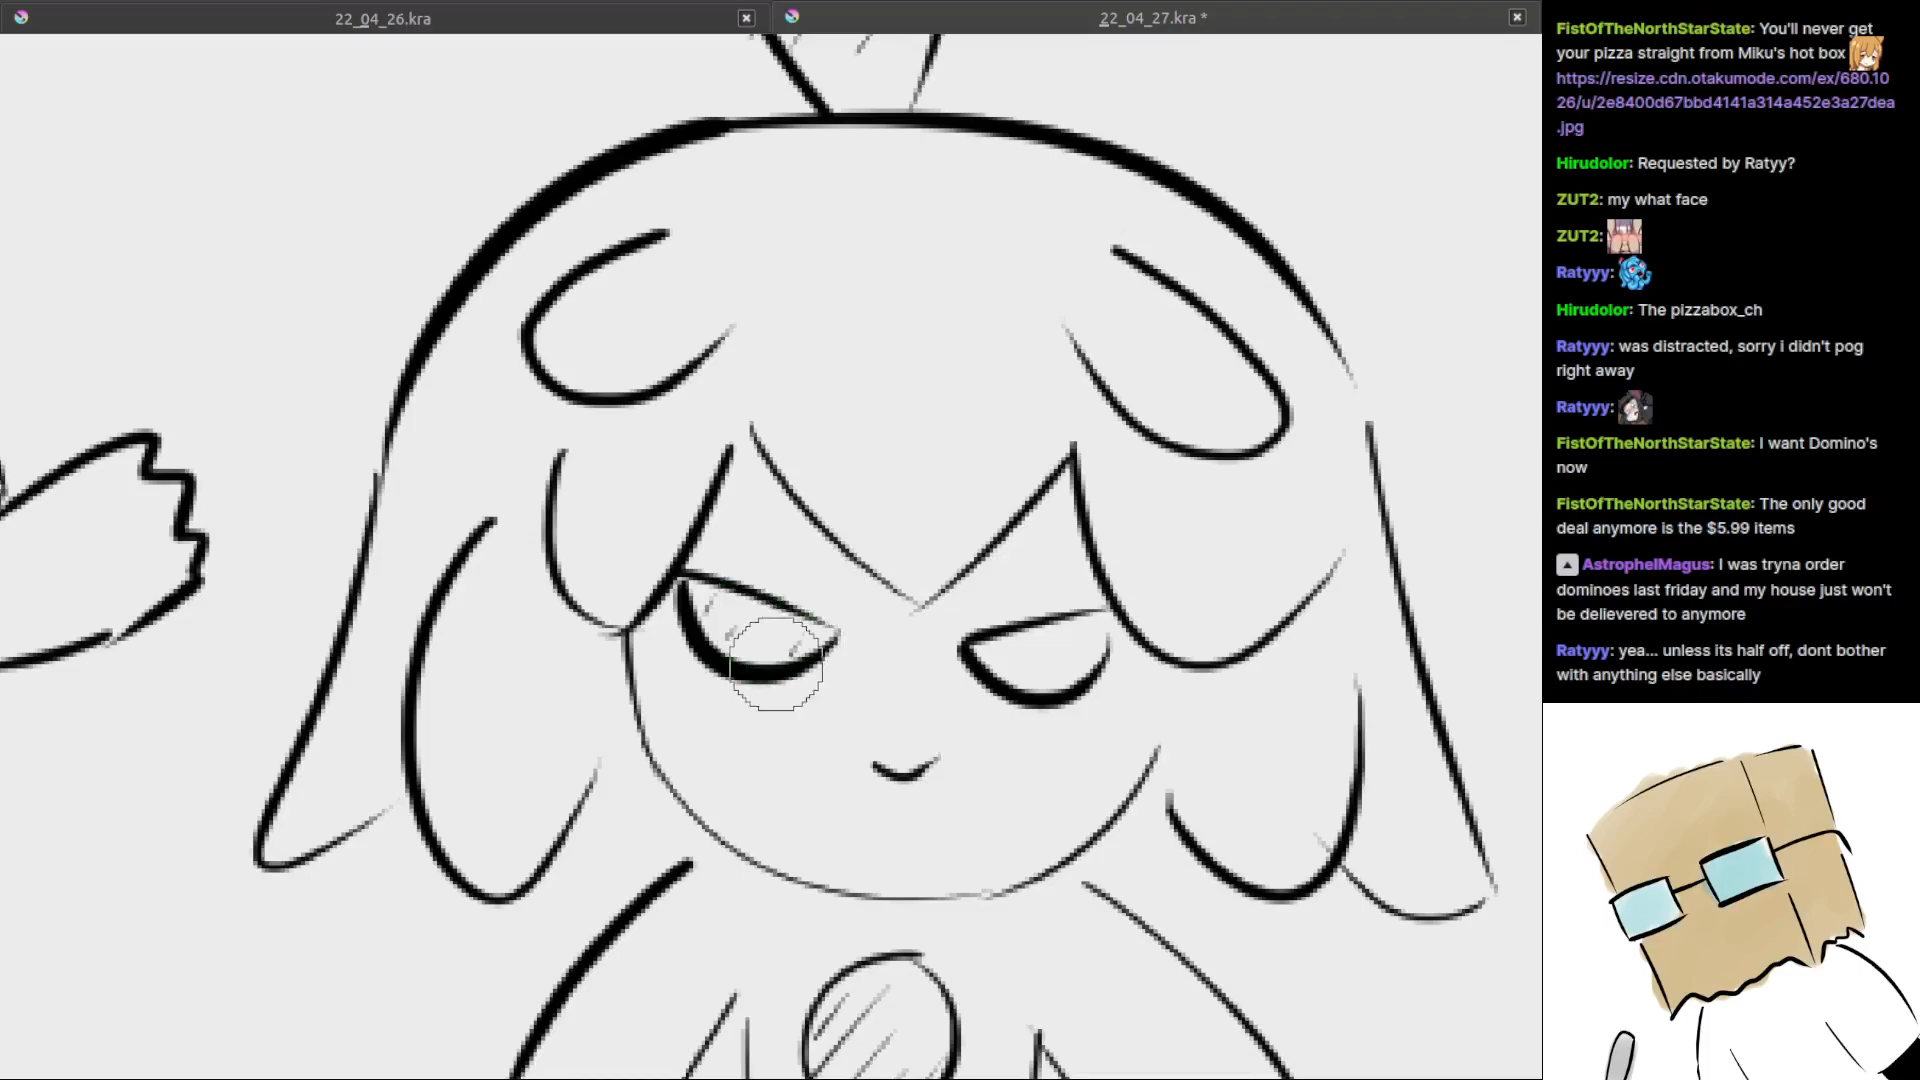 22_04_26.kra
22_04_27.kra *
FistOfTheNorthStarState: You'll never get
your pizza straight from Miku's hot box
https://resize.cdn.otakumode.com/ex/680.10
26/u/2e8400d67bbd4141a314a452e3a27dea
.jpg
Hirudolor: Requested by Ratyy?
ZUT2: my what face
ZUT2:
Ratyyy:
Hirudolor: The pizzabox_ch
Ratyyy: was distracted, sorry i didn't pog
right away
Ratyyy:
FistOfTheNorthStarState: I want Domino's
now
FistOfTheNorthStarState: The only good
deal anymore is the $5.99 items
AstrophelMagus: I was tryna order
dominoes last friday and my house just won't
be delievered to anymore
Ratyyy: yea... unless its half off, dont bother
with anything else basically